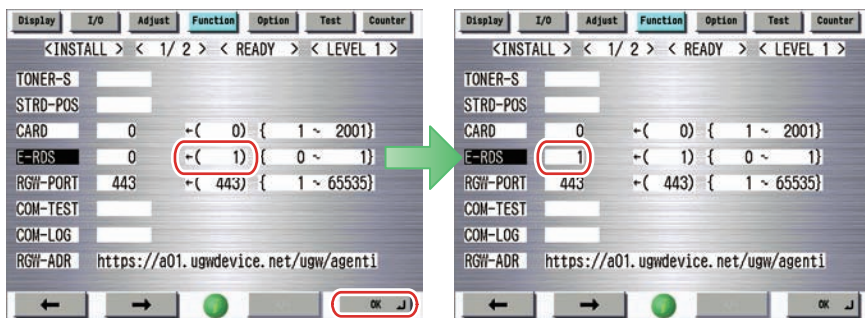 Display I/O Adjust Function Option Test Counter
<INSTALL > < 1/ 2 > < READY > < LEVEL 1 >
TONER-S
STRD-POS
CARD 0 ←( 0) { 1 ~ 2001}
E-RDS 0 ←( 1) { 0 ~ 1}
RGW-PORT 443 ←( 443) { 1 ~ 65535}
COM-TEST
COM-LOG
RGW-ADR https://a01.ugwdevice.net/ugw/agenti
← → OK
Display I/O Adjust Function Option Test Counter
<INSTALL > < 1/ 2 > < READY > < LEVEL 1 >
TONER-S
STRD-POS
CARD 0 ←( 0) { 1 ~ 2001}
E-RDS 1 ←( 1) { 0 ~ 1}
RGW-PORT 443 ←( 443) { 1 ~ 65535}
COM-TEST
COM-LOG
RGW-ADR https://a01.ugwdevice.net/ugw/agenti
← → OK